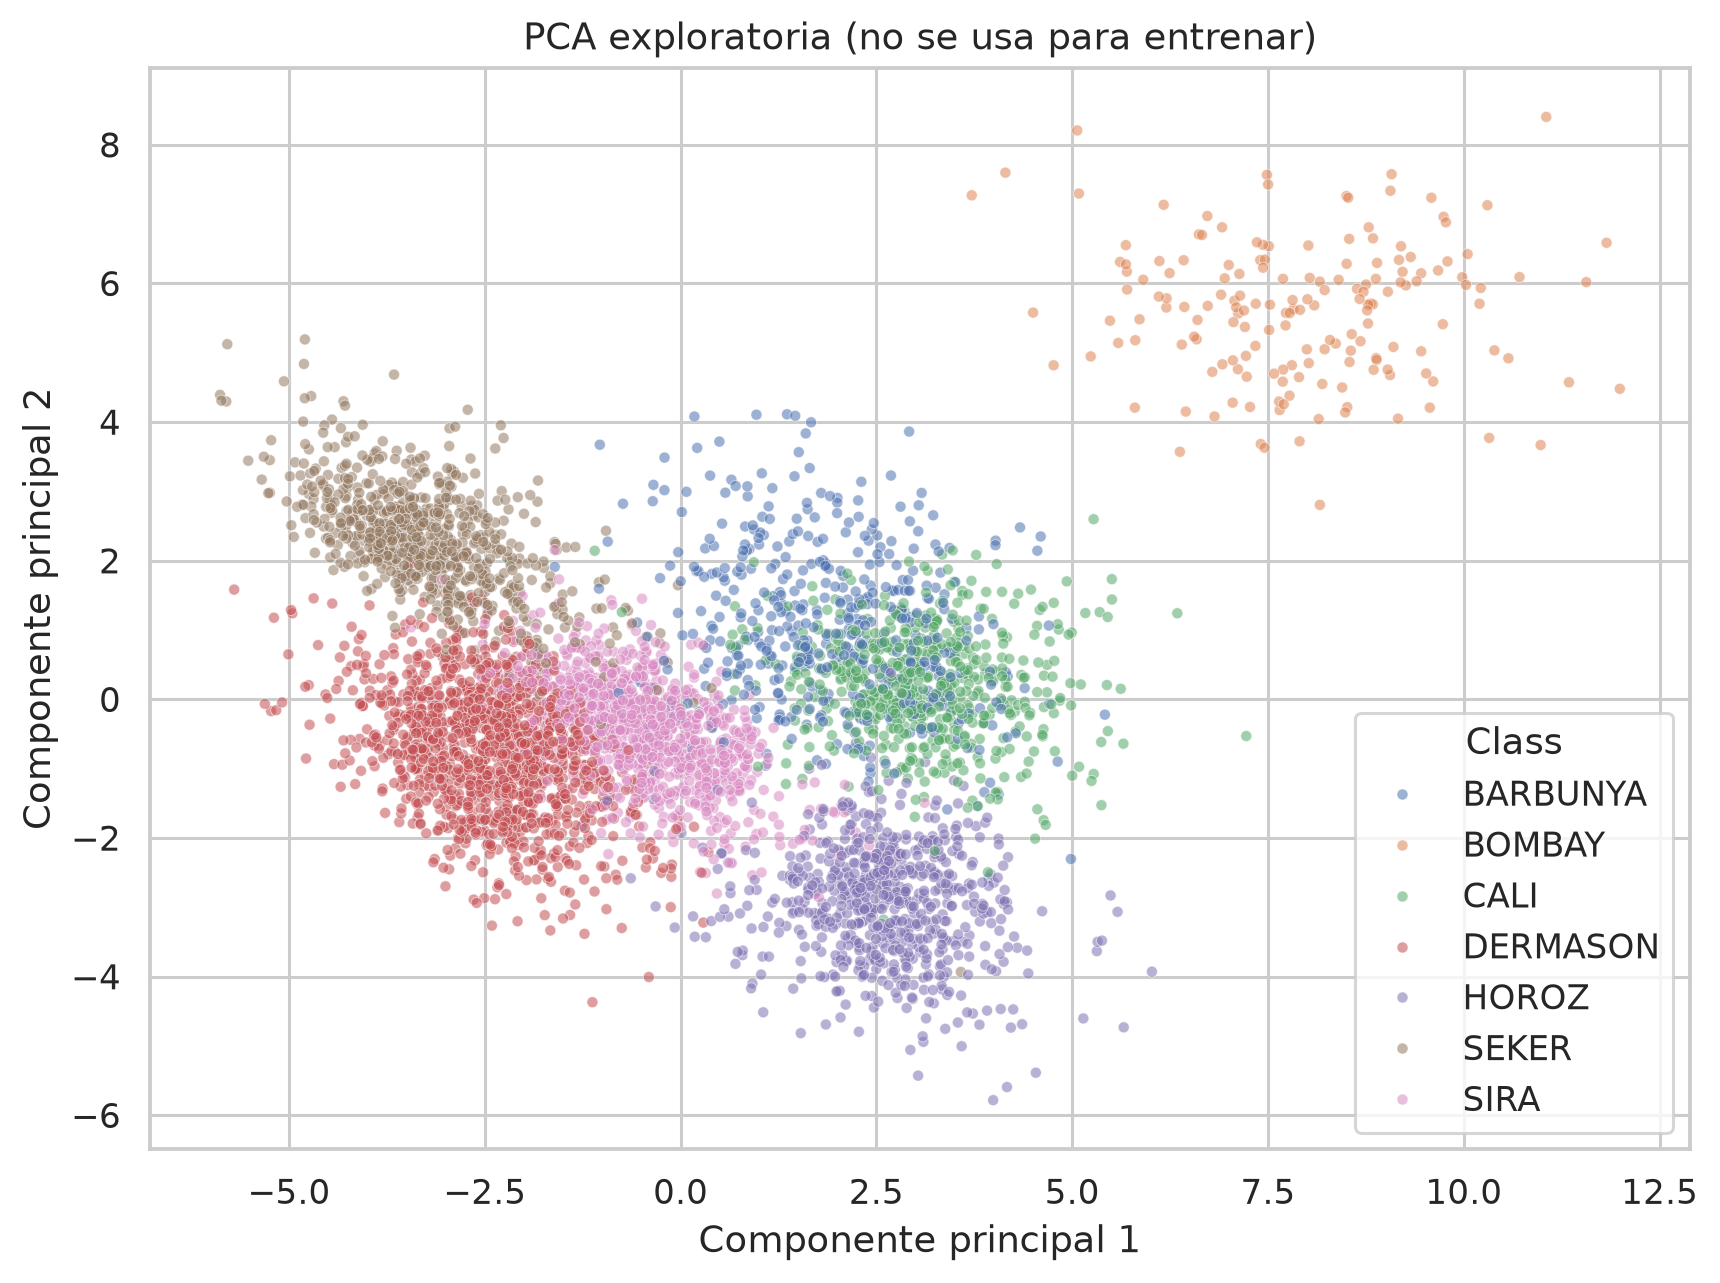 PCA exploratoria (no se usa para entrenar)
Componente principal 2
8
6
4
2
0
−2
−4
−6
Class
BARBUNYA
BOMBAY
CALI
DERMASON
HOROZ
SEKER
SIRA
−5.0 −2.5 0.0 2.5 5.0 7.5 10.0 12.5
Componente principal 1